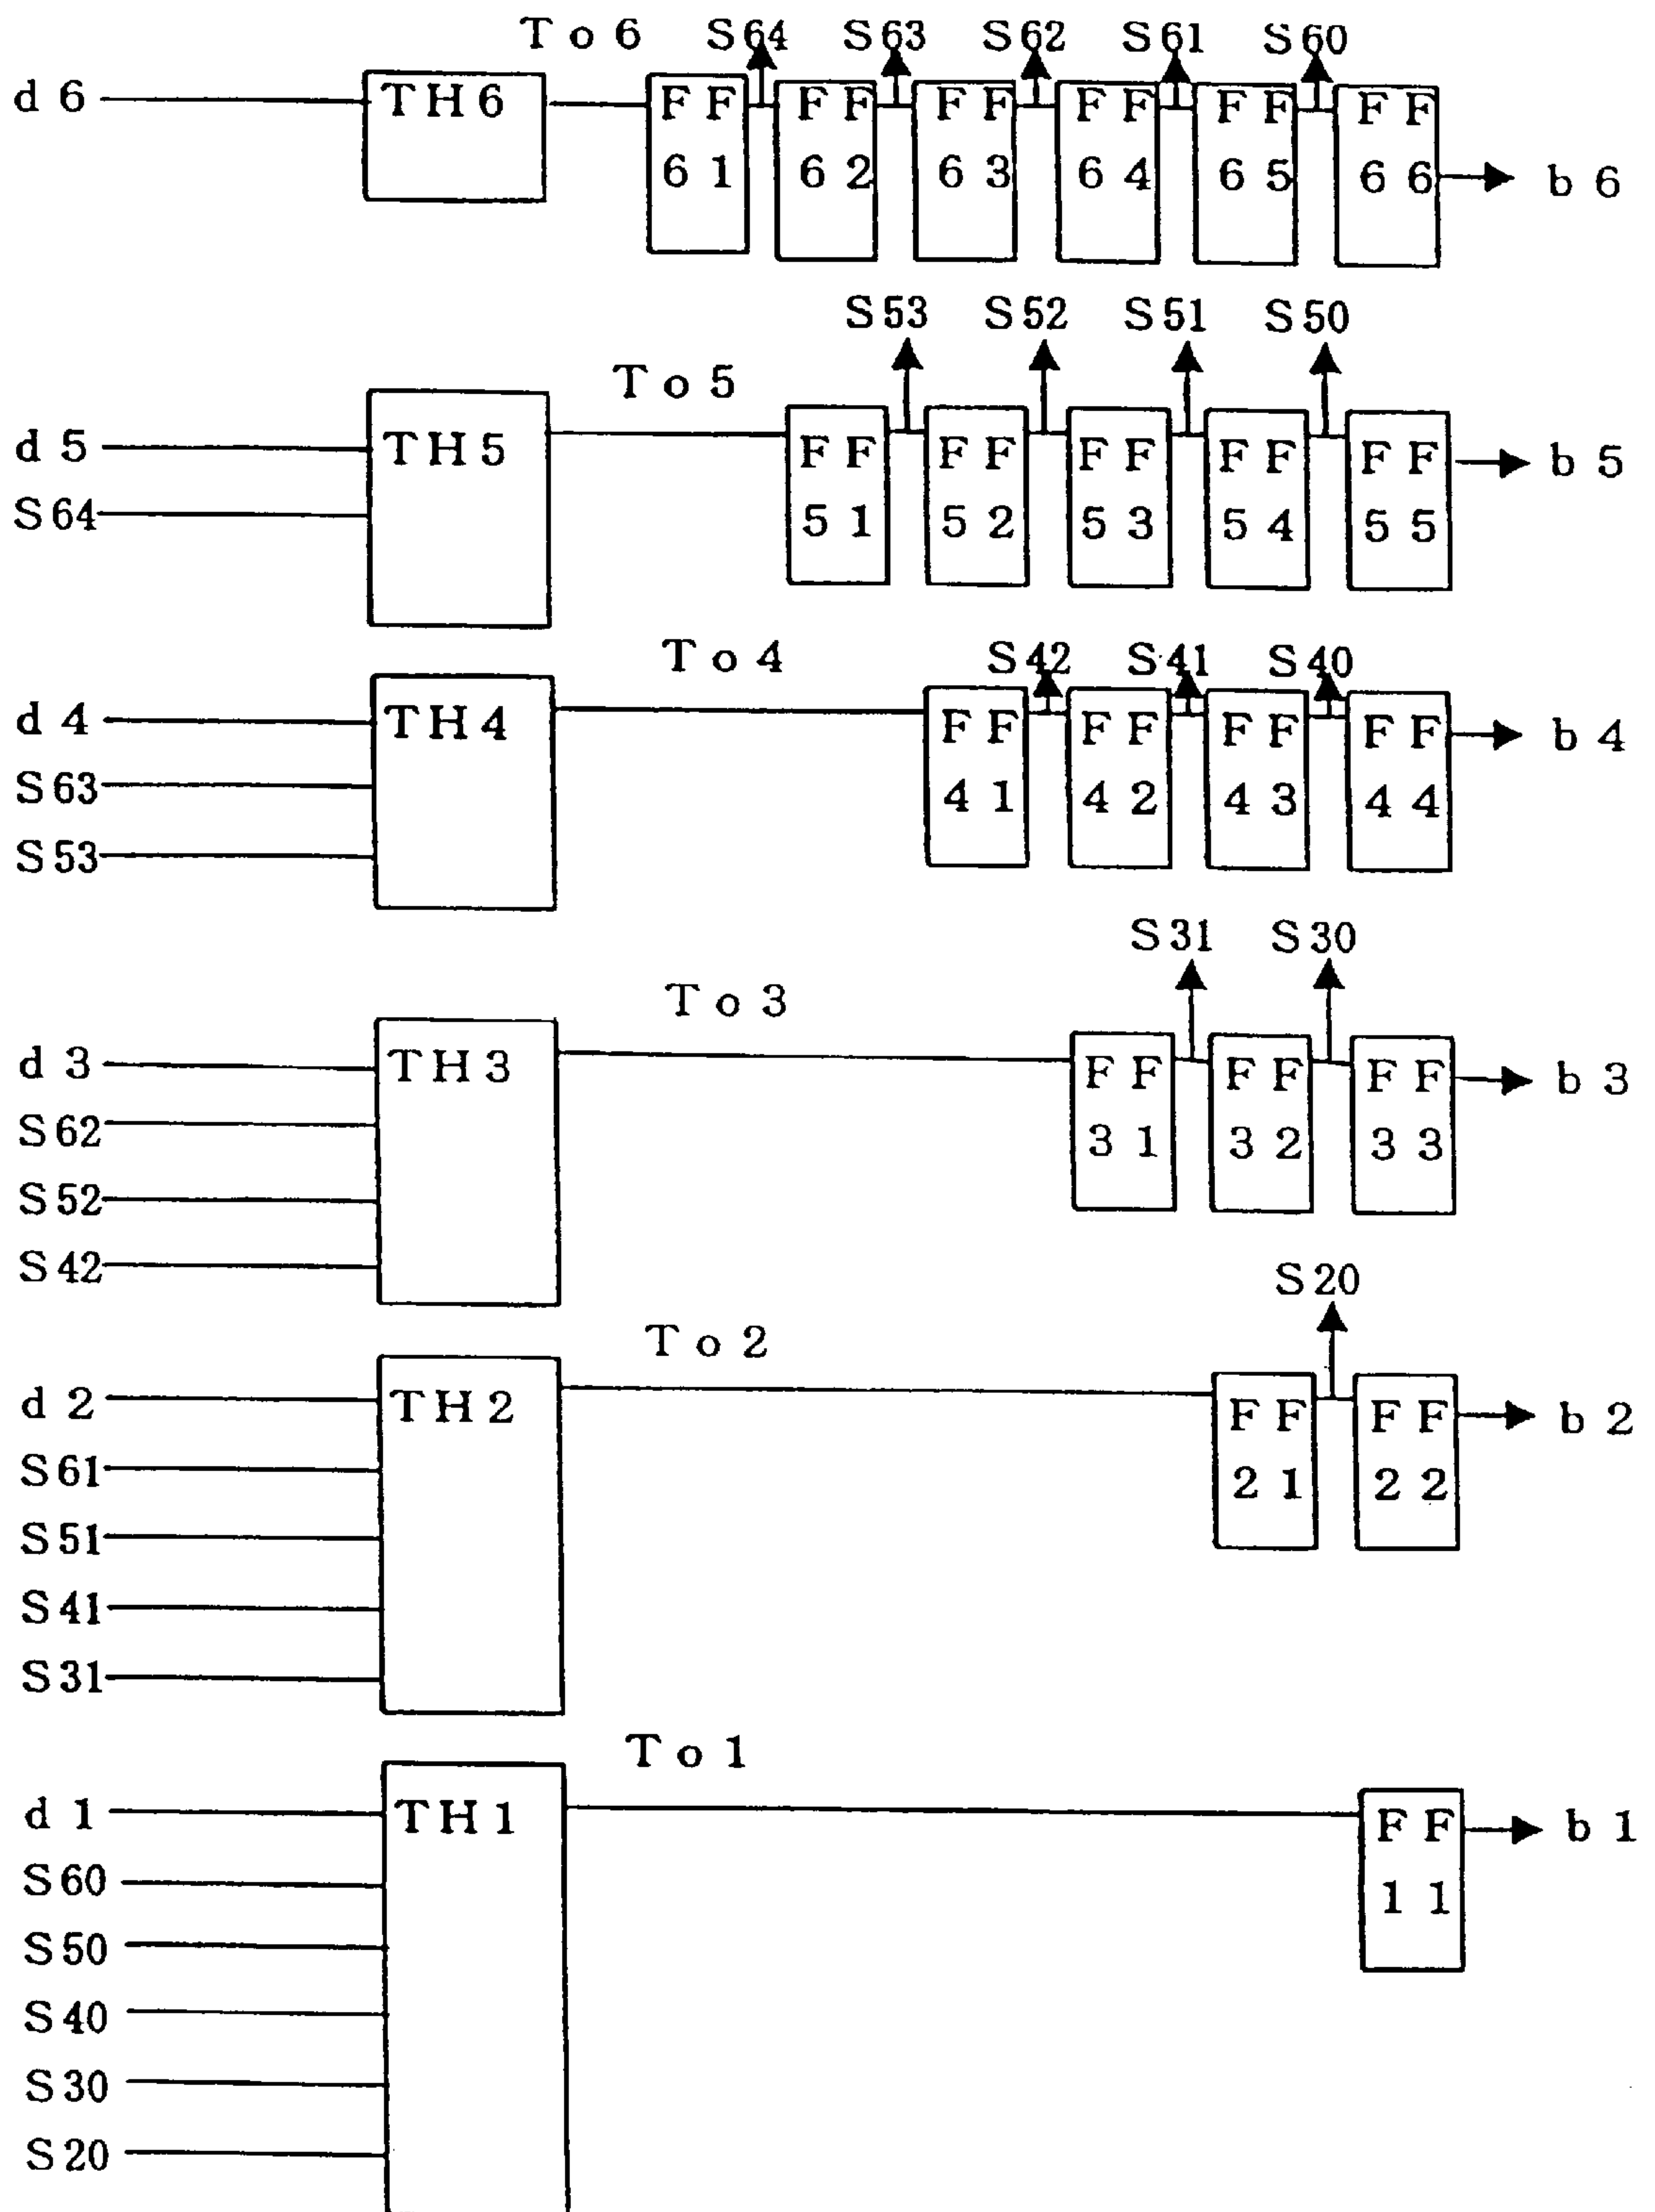 To6 S64 S63 S62 S61 S60
d6 TH6 FF FF FF FF FF FF
61 62 63 64 65 66 b6
S53 S52 S51 S50
To5
d5 TH5 FF FF FF FF FF b5
S64 51 52 53 54 55
To4 S42 S41 S40
d4 TH4 FF FF FF FF b4
S63 41 42 43 44
S53
S31 S30
To3
d3 TH3 FF FF FF b3
S62 31 32 33
S52
S42
S20
To2
d2 TH2 FF FF b2
S61 21 22
S51
S41
S31
To1
d1 TH1 FF b1
S60 11
S50
S40
S30
S20